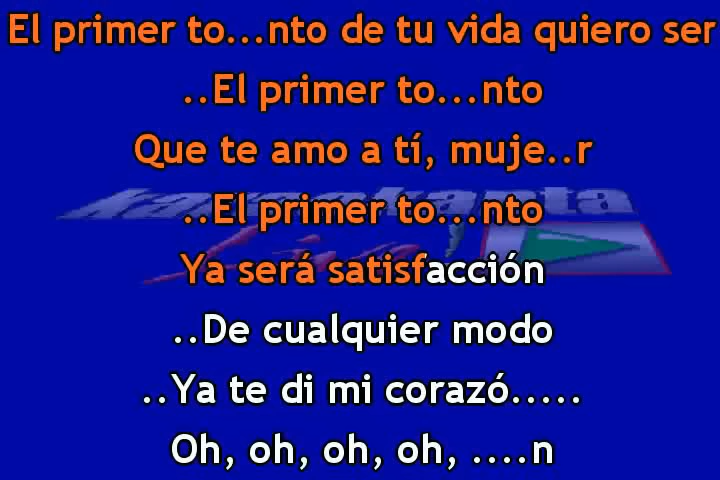 El primer to...nto de tu vida quiero ser
..El primer to...nto
Que te amo a tí, muje..r
..El primer to...nto
Ya será satisfacción
..De cualquier modo
..Ya te di mi corazó.....
Oh, oh, oh, oh, ....n